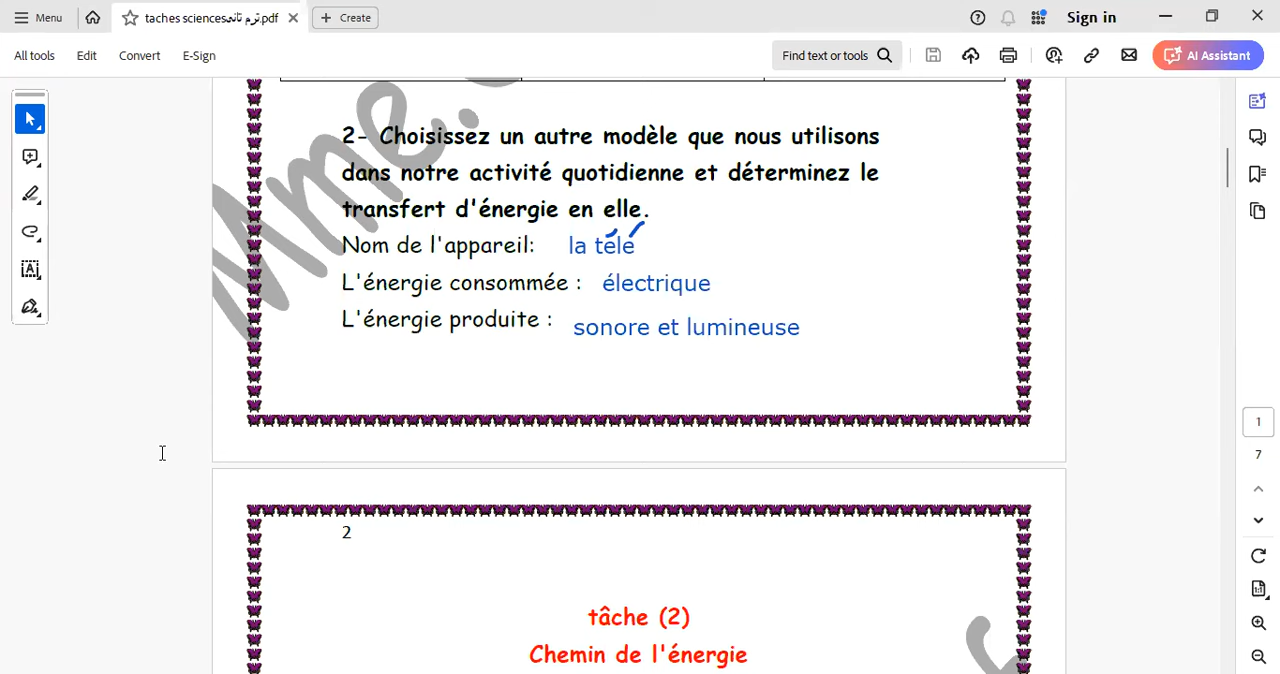 Menu
taches sciencesترم تانى.pdf
Create
Sign in
All tools
Edit
Convert
E-Sign
Find text or tools
AI Assistant
2- Choisissez un autre modèle que nous utilisons
dans notre activité quotidienne et déterminez le
transfert d'énergie en elle.
Nom de l'appareil: la télé
L'énergie consommée : électrique
L'énergie produite : sonore et lumineuse
1
7
2
tâche (2)
Chemin de l'énergie
Mme.